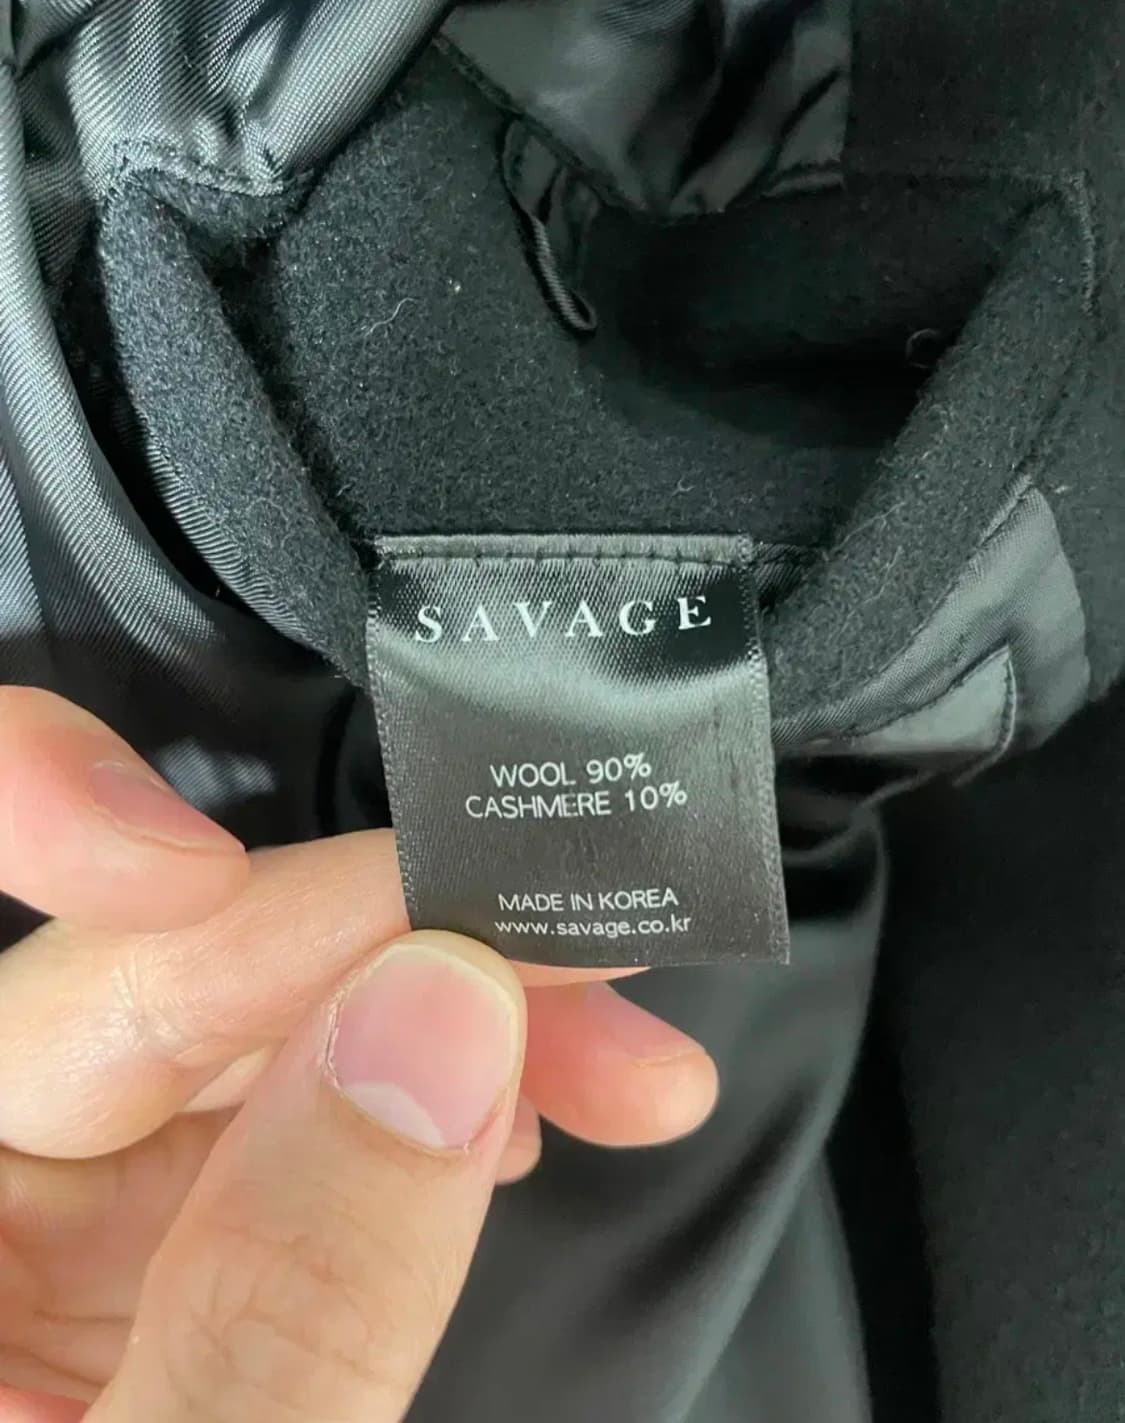 SAVAGE
WOOL 90%
CASHMERE 10%
MADE IN KOREA
www.savage.co.kr